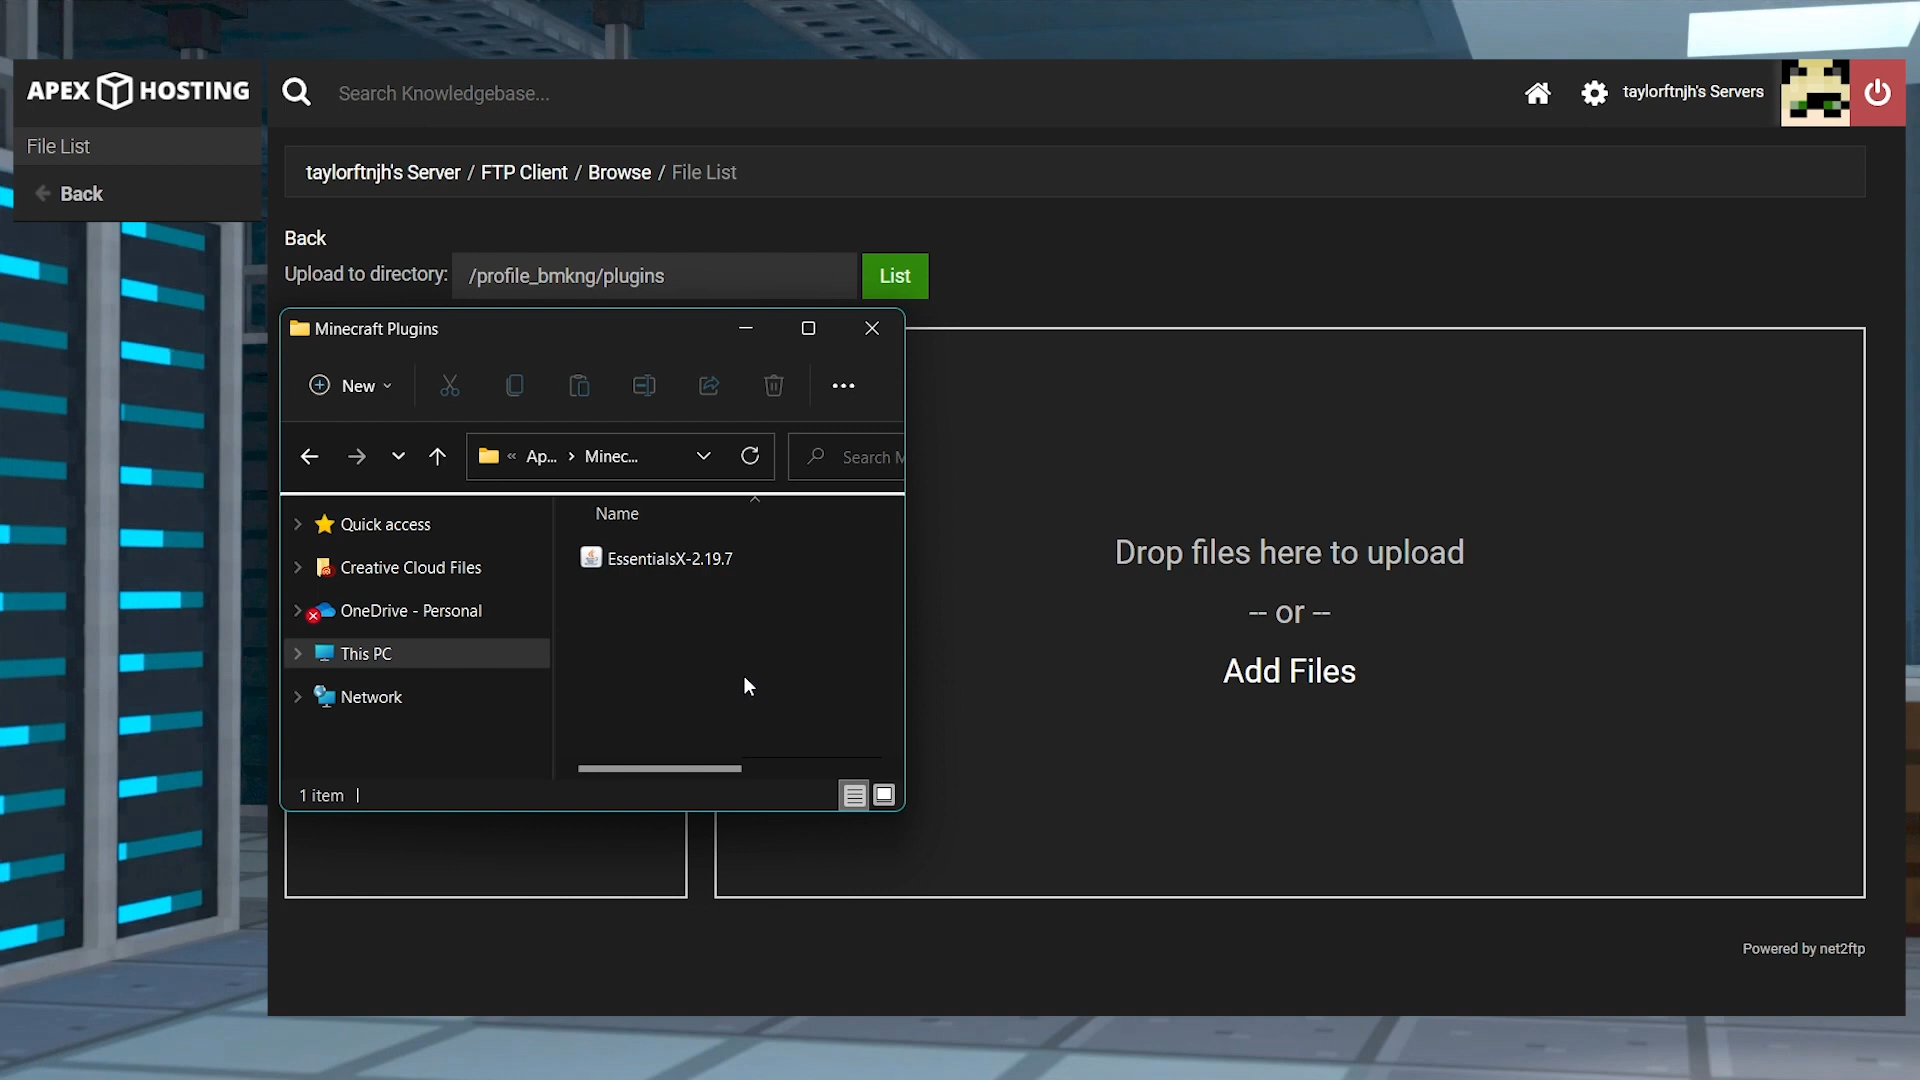 APEX HOSTING
Search Knowledgebase...
taylorftnjh's Servers
File List
Back
taylorftnjh's Server / FTP Client / Browse / File List
Back
Upload to directory: /profile_bmkng/plugins List
Minecraft Plugins
New
« Ap... > Minec...
Search M
Name
Quick access
EssentialsX-2.19.7
Creative Cloud Files
OneDrive - Personal
This PC
Network
1 item
Drop files here to upload
-- or --
Add Files
Powered by net2ftp